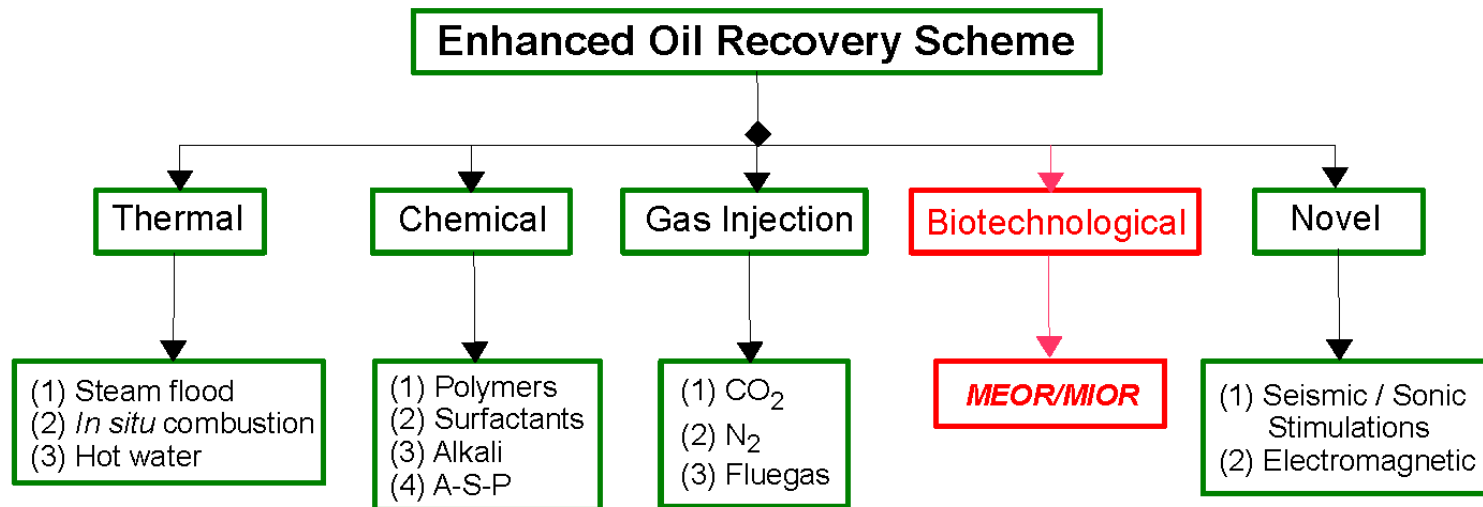 Enhanced Oil Recovery Scheme
Thermal
Chemical
Gas Injection
Biotechnological
Novel
(1) Steam flood
(2) In situ combustion
(3) Hot water
(1) Polymers
(2) Surfactants
(3) Alkali
(4) A-S-P
(1) CO₂
(2) N₂
(3) Fluegas
MEOR/MIOR
(1) Seismic / Sonic
Stimulations
(2) Electromagnetic